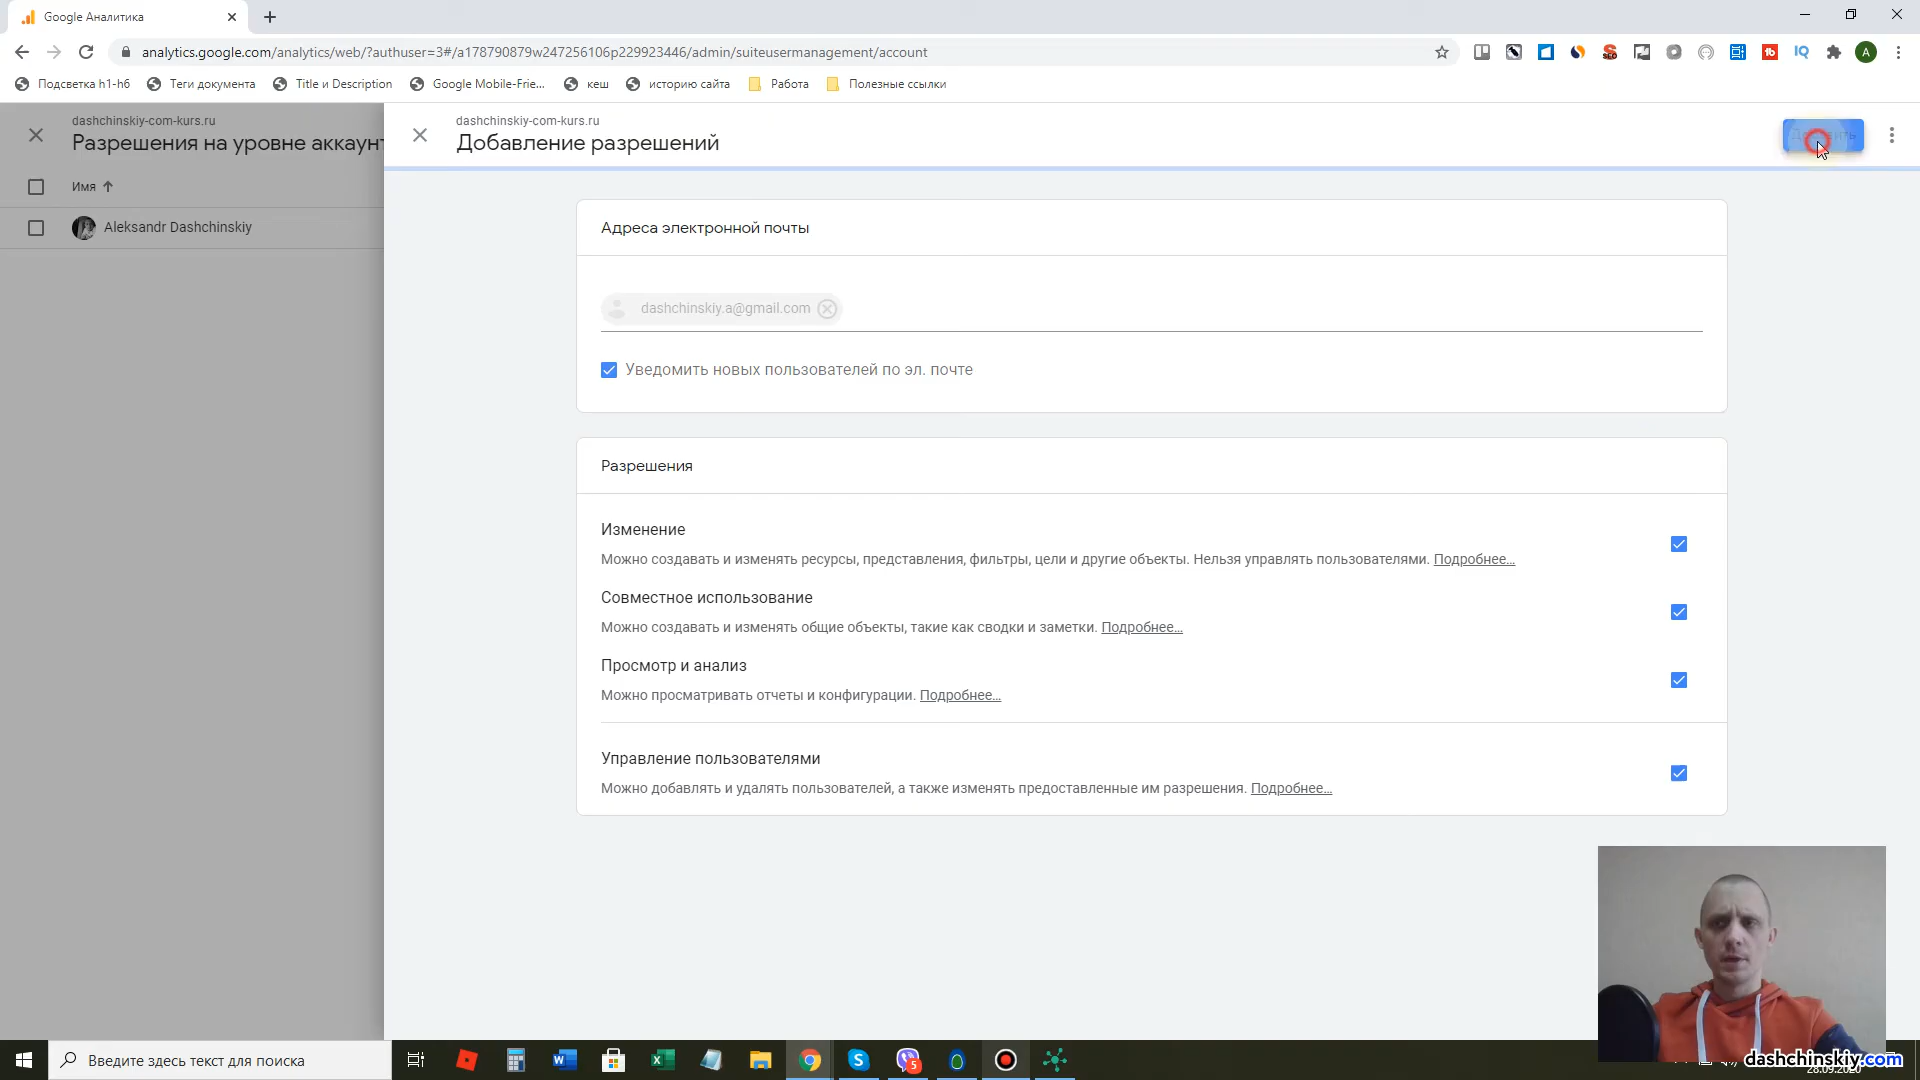 Google Аналитика
analytics.google.com/analytics/web/?authuser=3#/a178790879w247256106p229923446/admin/suiteusermanagement/account
Подсветка h1-h6
Теги документа
Title и Description
Google Mobile-Frie...
кеш
историю сайта
Работа
Полезные ссылки
dashchinskiy-com-kurs.ru
Разрешения на уровне аккаунт
Имя
Aleksandr Dashchinskiy
dashchinskiy-com-kurs.ru
Добавление разрешений
Адреса электронной почты
dashchinskiy.a@gmail.com
Уведомить новых пользователей по эл. почте
Разрешения
Изменение
Можно создавать и изменять ресурсы, представления, фильтры, цели и другие объекты. Нельзя управлять пользователями. Подробнее...
Совместное использование
Можно создавать и изменять общие объекты, такие как сводки и заметки. Подробнее...
Просмотр и анализ
Можно просматривать отчеты и конфигурации. Подробнее...
Управление пользователями
Можно добавлять и удалять пользователей, а также изменять предоставленные им разрешения. Подробнее...
Введите здесь текст для поиска
dashchinskiy.com
28.09.2020